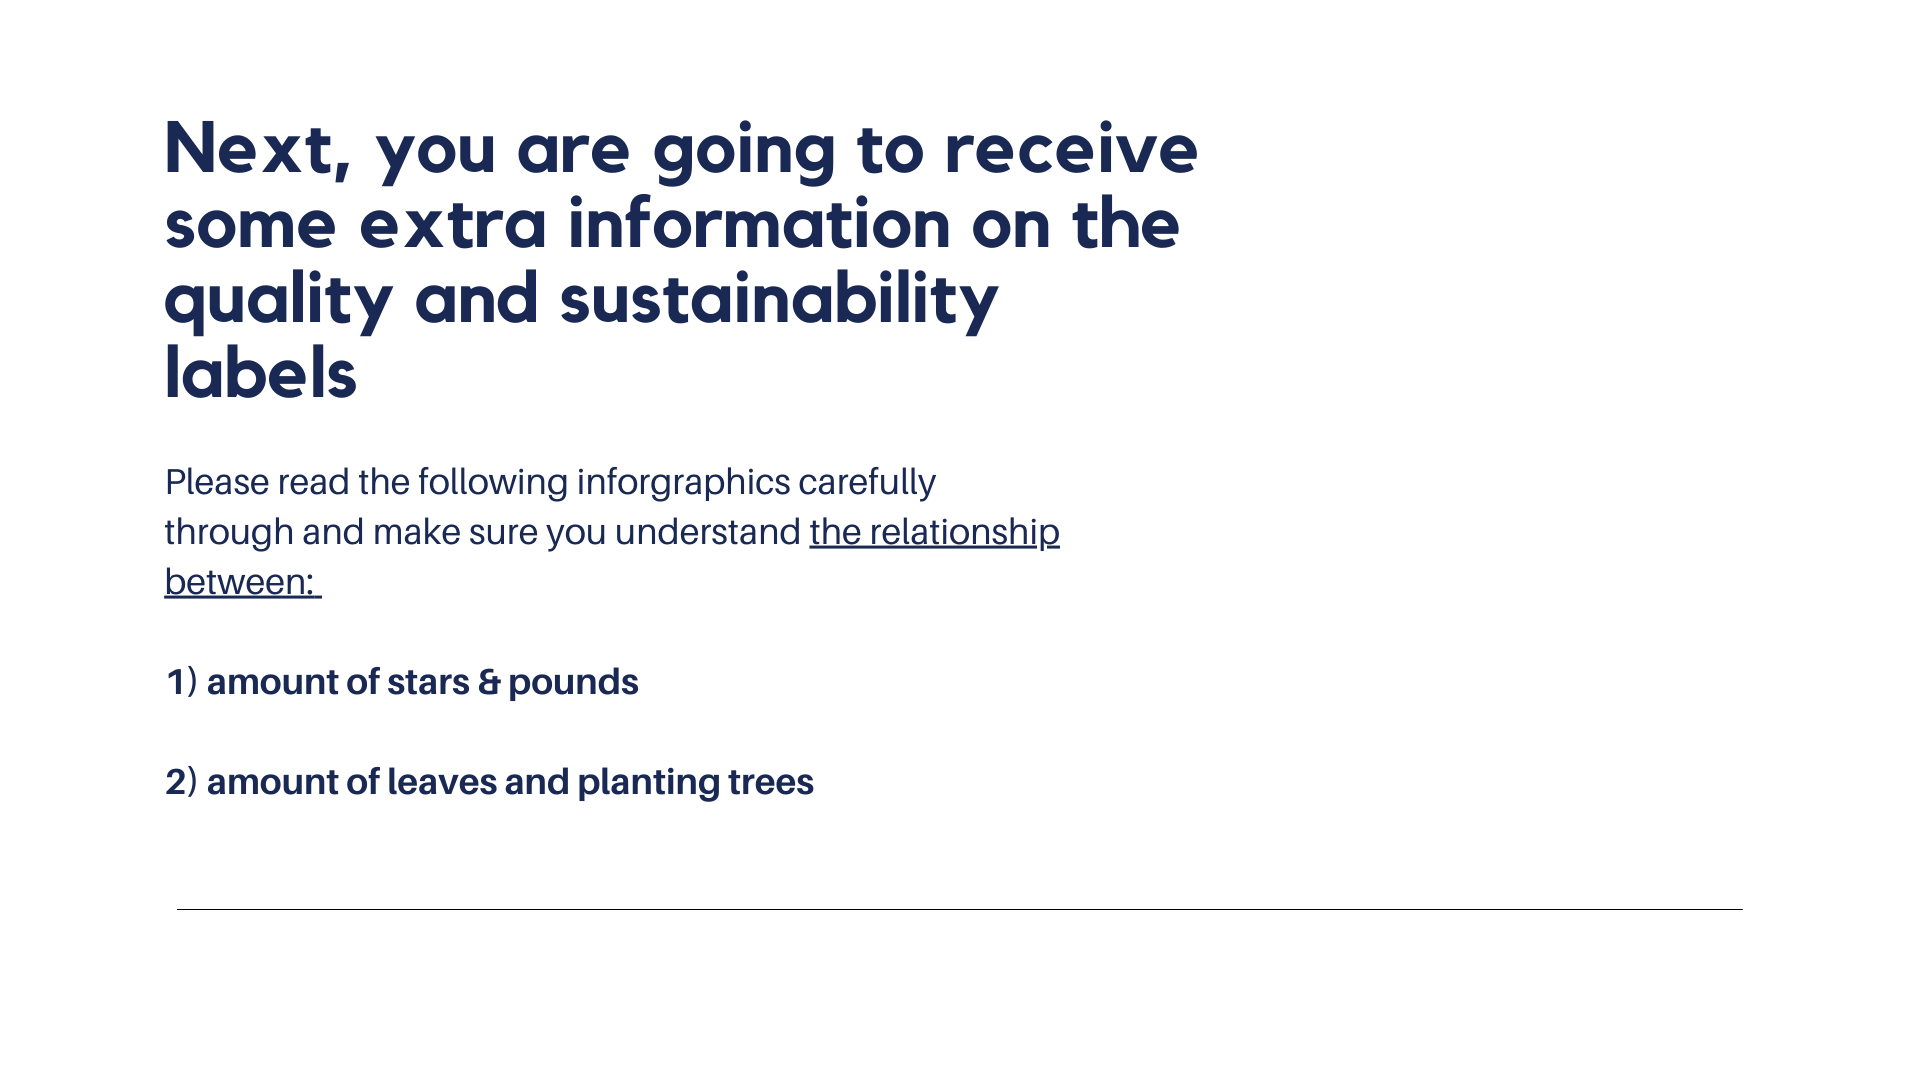 Next, you are going to receive
some extra information on the
quality and sustainability
labels
Please read the following inforgraphics carefully
through and make sure you understand the relationship
between:
1) amount of stars & pounds
2) amount of leaves and planting trees